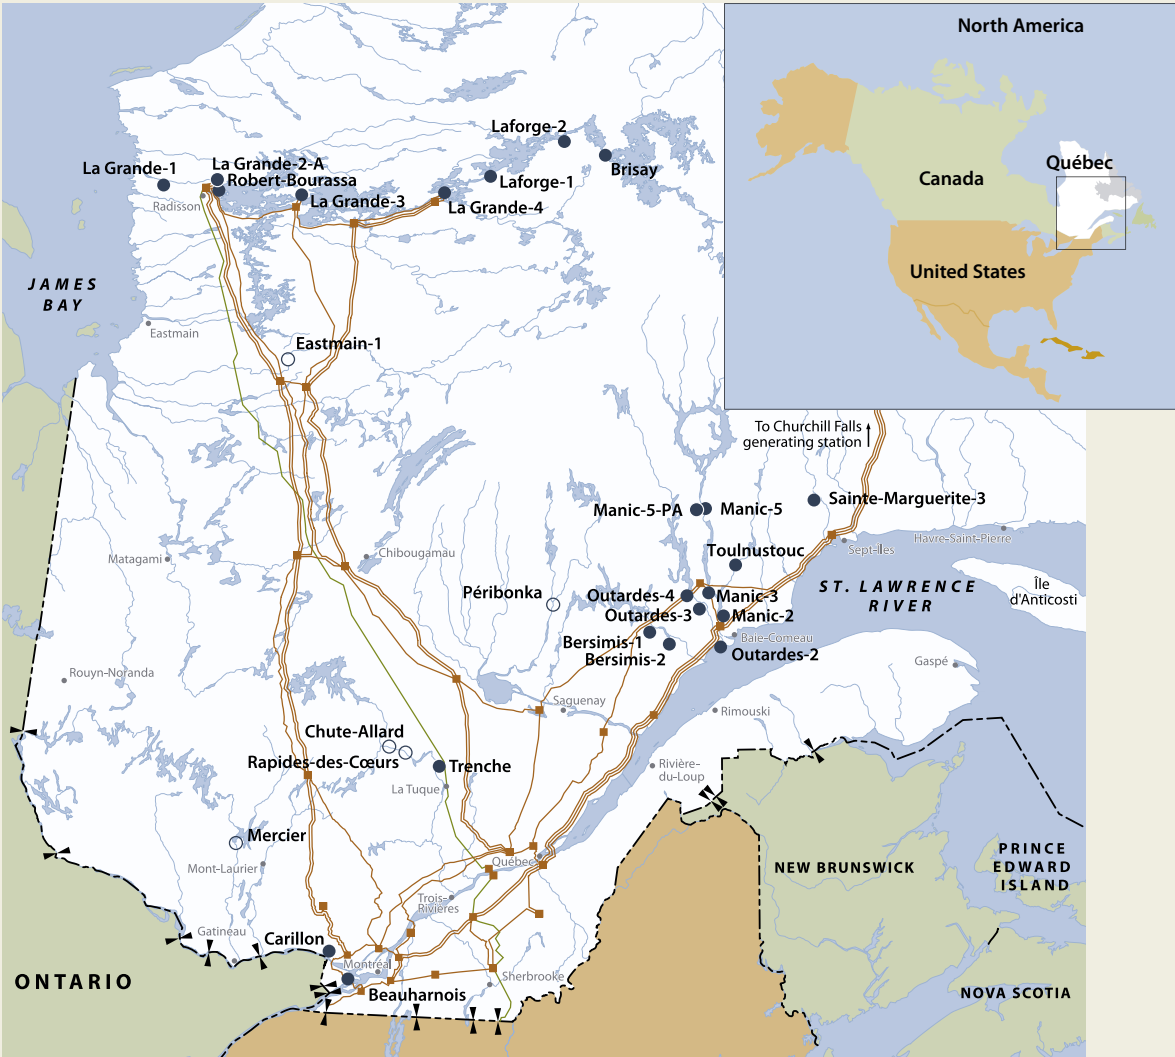 North America
Québec
Canada
United States
Laforge-2
Brisay
La Grande-1
La Grande-2-A
Robert-Bourassa
Laforge-1
La Grande-3
La Grande-4
Radisson
JAMES
BAY
Eastmain
Eastmain-1
To Churchill Falls
generating station
Sainte-Marguerite-3
Manic-5-PA
Manic-5
Havre-Saint-Pierre
Sept-Îles
Matagami
Chibougamau
Toulnustouc
Île
d'Anticosti
ST. LAWRENCE
RIVER
Péribonka
Outardes-4
Manic-3
Outardes-3
Manic-2
Baie-Comeau
Bersimis-1
Bersimis-2
Outardes-2
Gaspé
Rouyn-Noranda
Saguenay
Rimouski
Chute-Allard
Rapides-des-Cœurs
Trenche
La Tuque
Rivière-
du-Loup
Mercier
Mont-Laurier
Québec
NEW BRUNSWICK
PRINCE
EDWARD
ISLAND
Trois-
Rivières
Gatineau
Carillon
Montréal
Sherbrooke
ONTARIO
Beauharnois
NOVA SCOTIA